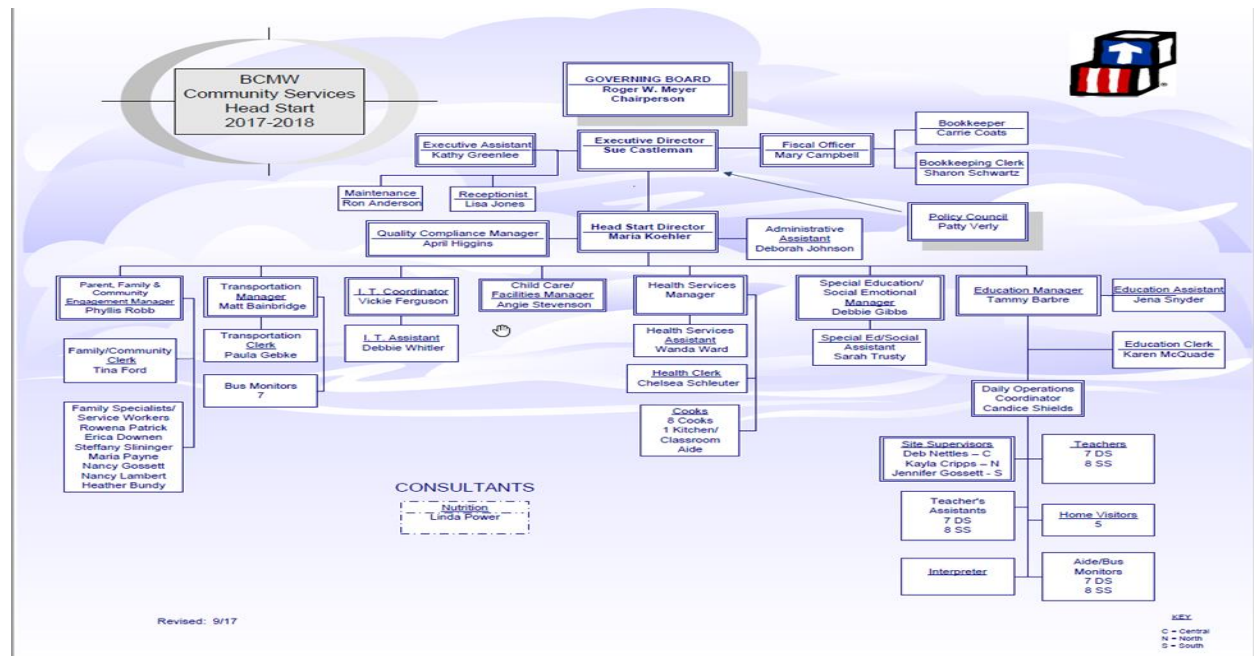 BCMW
Community Services
Head Start
2017-2018
GOVERNING BOARD
Roger W. Meyer
Chairperson
Executive Assistant
Kathy Greenlee
Executive Director
Sue Castleman
Fiscal Officer
Mary Campbell
Bookkeeper
Carrie Coats
Bookkeeping Clerk
Sharon Schwartz
Maintenance
Ron Anderson
Receptionist
Lisa Jones
Policy Council
Patty Verly
Quality Compliance Manager
April Higgins
Head Start Director
Maria Koehler
Administrative
Assistant
Deborah Johnson
Parent, Family &
Community
Engagement Manager
Phyllis Robb
Transportation
Manager
Matt Bainbridge
I. T. Coordinator
Vickie Ferguson
Child Care/
Facilities Manager
Angie Stevenson
Health Services
Manager
Special Education/
Social Emotional
Manager
Debbie Gibbs
Education Manager
Tammy Barbre
Education Assistant
Jena Snyder
Family/Community
Clerk
Tina Ford
Transportation
Clerk
Paula Gebke
I. T. Assistant
Debbie Whitler
Health Services
Assistant
Wanda Ward
Special Ed/Social
Assistant
Sarah Trusty
Education Clerk
Karen McQuade
Bus Monitors
7
Health Clerk
Chelsea Schleuter
Daily Operations
Coordinator
Candice Shields
Family Specialists/
Service Workers
Rowena Patrick
Erica Downen
Steffany Slininger
Maria Payne
Nancy Gossett
Nancy Lambert
Heather Bundy
Cooks
8 Cooks
1 Kitchen/
Classroom
Aide
Site Supervisors
Deb Nettles – C
Kayla Cripps – N
Jennifer Gossett - S
Teachers
7 DS
8 SS
CONSULTANTS
Nutrition
Linda Power
Teacher's
Assistants
7 DS
8 SS
Home Visitors
5
Interpreter
Aide/Bus
Monitors
7 DS
8 SS
Revised: 9/17
KEY
C = Central
N = North
S = South